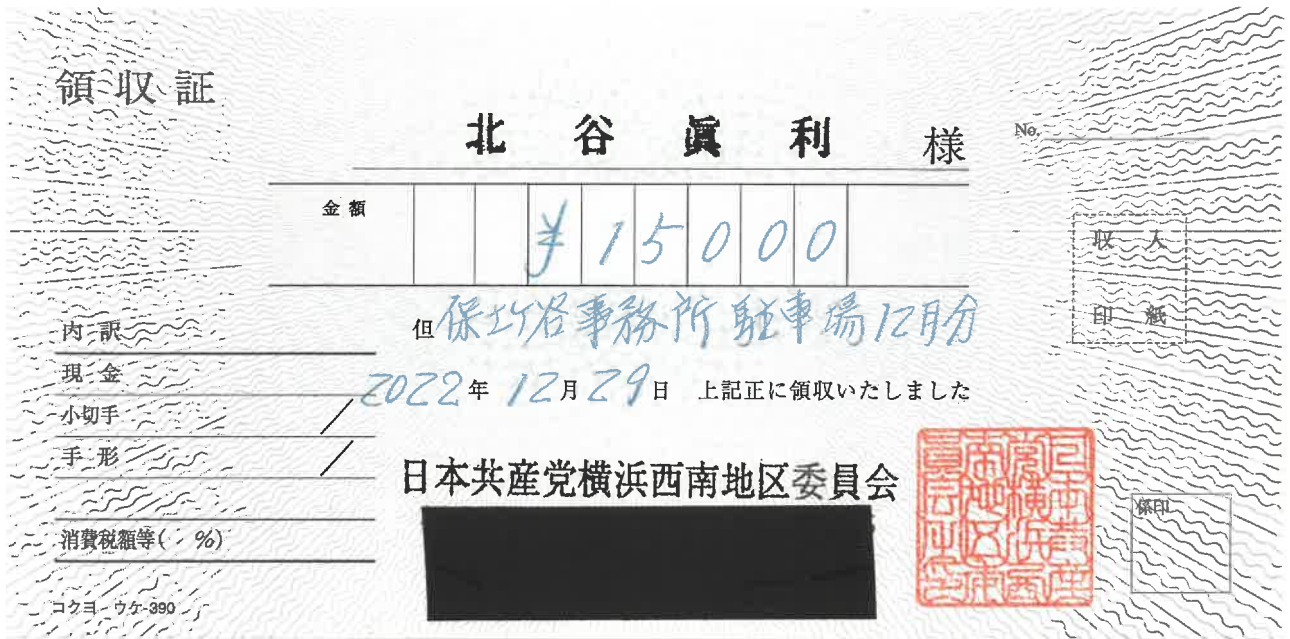 領収証
北谷眞利 様
No.
金額 ¥15000
収入
印紙
但 保土ケ谷事務所 駐車場12月分
2022年 12月 29日 上記正に領収いたしました
内訳
現金
小切手 /
手形 /
消費税額等( %)
日本共産党横浜西南地区委員会
係印
コクヨ ウケ-390